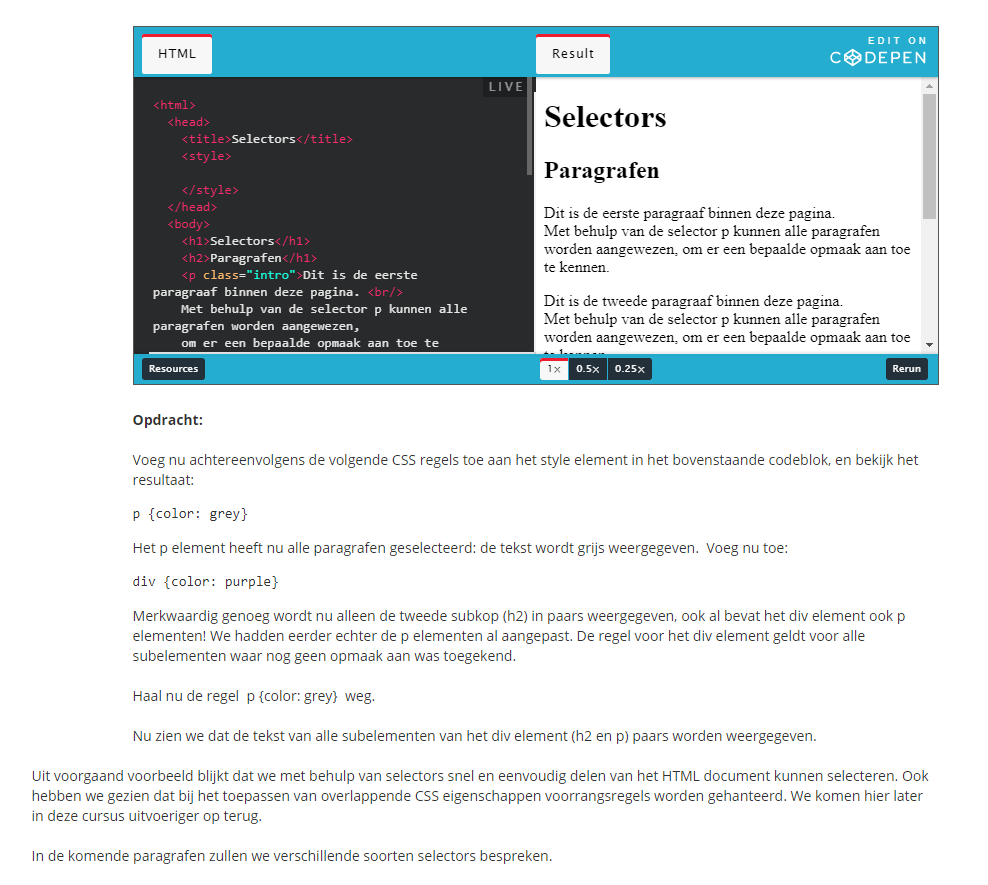 HTML
Result
EDIT ON
CODEPEN
LIVE
<html>
<head>
<title>Selectors</title>
<style>
</style>
</head>
<body>
<h1>Selectors</h1>
<h2>Paragrafen</h1>
<p class="intro">Dit is de eerste
paragraaf binnen deze pagina. <br/>
Met behulp van de selector p kunnen alle
paragrafen worden aangewezen,
om er een bepaalde opmaak aan toe te
Selectors
Paragrafen
Dit is de eerste paragraaf binnen deze pagina.
Met behulp van de selector p kunnen alle paragrafen
worden aangewezen, om er een bepaalde opmaak aan toe
te kennen.
Dit is de tweede paragraaf binnen deze pagina.
Met behulp van de selector p kunnen alle paragrafen
worden aangewezen, om er een bepaalde opmaak aan toe
te kennen.
Resources
1×
0.5×
0.25×
Rerun
Opdracht:
Voeg nu achtereenvolgens de volgende CSS regels toe aan het style element in het bovenstaande codeblok, en bekijk het
resultaat:
p {color: grey}
Het p element heeft nu alle paragrafen geselecteerd: de tekst wordt grijs weergegeven.  Voeg nu toe:
div {color: purple}
Merkwaardig genoeg wordt nu alleen de tweede subkop (h2) in paars weergegeven, ook al bevat het div element ook p
elementen! We hadden eerder echter de p elementen al aangepast. De regel voor het div element geldt voor alle
subelementen waar nog geen opmaak aan was toegekend.
Haal nu de regel  p {color: grey}  weg.
Nu zien we dat de tekst van alle subelementen van het div element (h2 en p) paars worden weergegeven.
Uit voorgaand voorbeeld blijkt dat we met behulp van selectors snel en eenvoudig delen van het HTML document kunnen selecteren. Ook
hebben we gezien dat bij het toepassen van overlappende CSS eigenschappen voorrangsregels worden gehanteerd. We komen hier later
in deze cursus uitvoeriger op terug.
In de komende paragrafen zullen we verschillende soorten selectors bespreken.